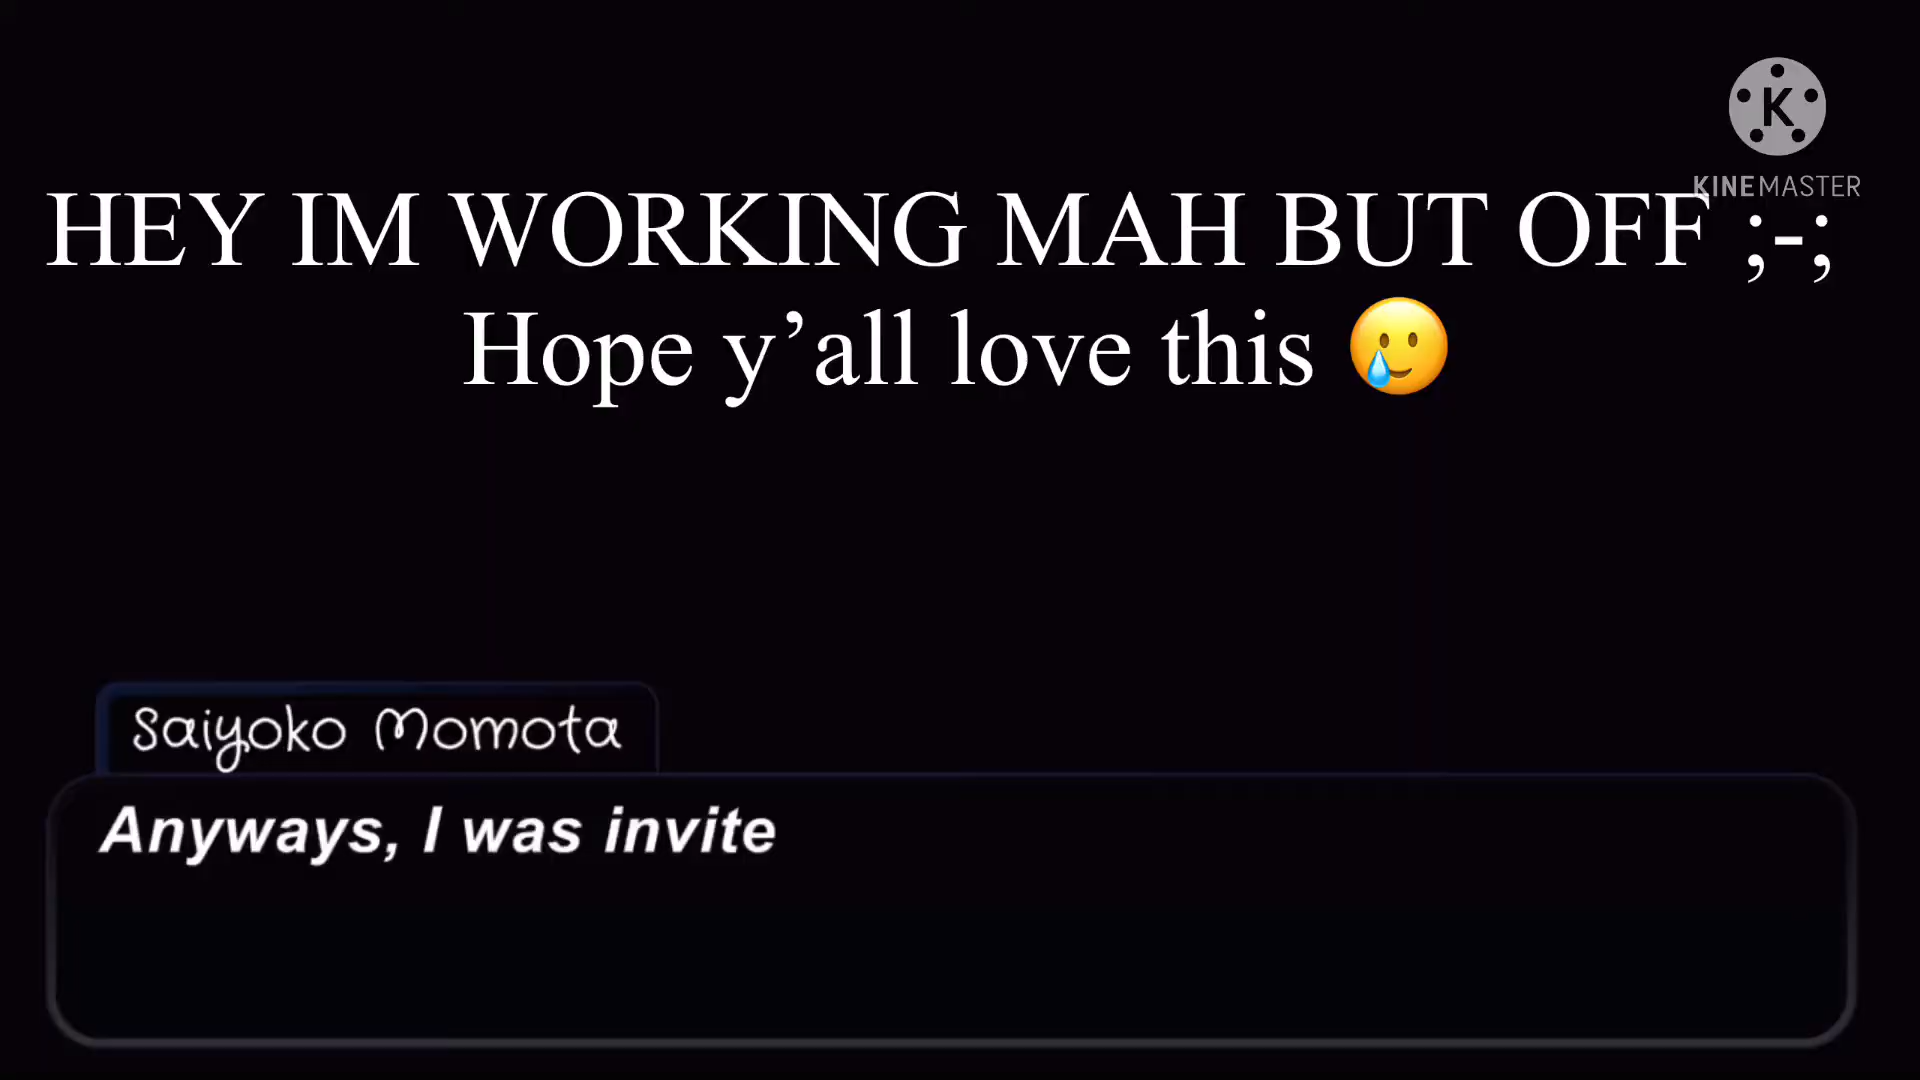 K
KINEMASTER
HEY IM WORKING MAH BUT OFF ;-;
Hope y’all love this 🥲
Saiyoko Momota
Anyways, I was invite